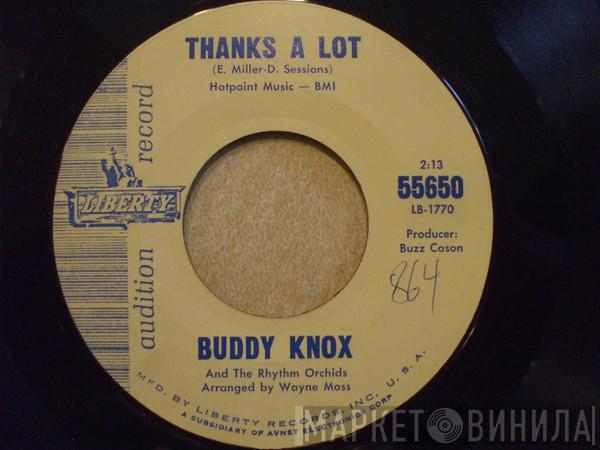 THANKS A LOT
(E. Miller-D. Sessions)
Hotpoint Music — BMI
audition record
LIBERTY
2:13
55650
LB-1770
Producer:
Buzz Cason
864
BUDDY KNOX
And The Rhythm Orchids
Arranged by Wayne Moss
MFD. BY LIBERTY RECORDS, INC., U. S. A.
A SUBSIDIARY OF AVNET ELECTRONICS CORP
МАРКЕТ ВИНИЛА